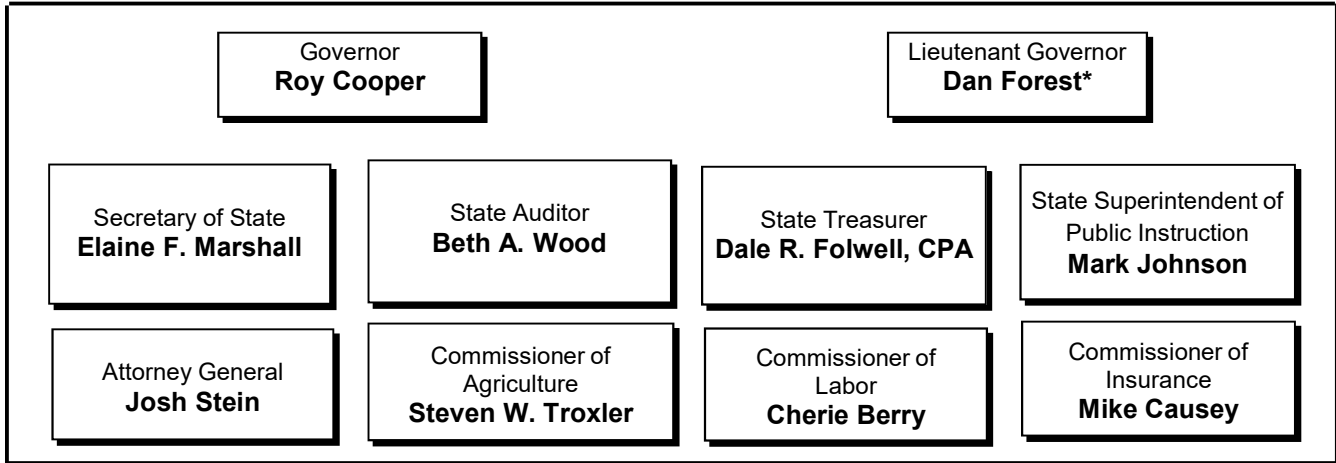 Governor
Roy Cooper
Lieutenant Governor
Dan Forest*
Secretary of State
Elaine F. Marshall
State Auditor
Beth A. Wood
State Treasurer
Dale R. Folwell, CPA
State Superintendent of
Public Instruction
Mark Johnson
Attorney General
Josh Stein
Commissioner of
Agriculture
Steven W. Troxler
Commissioner of
Labor
Cherie Berry
Commissioner of
Insurance
Mike Causey